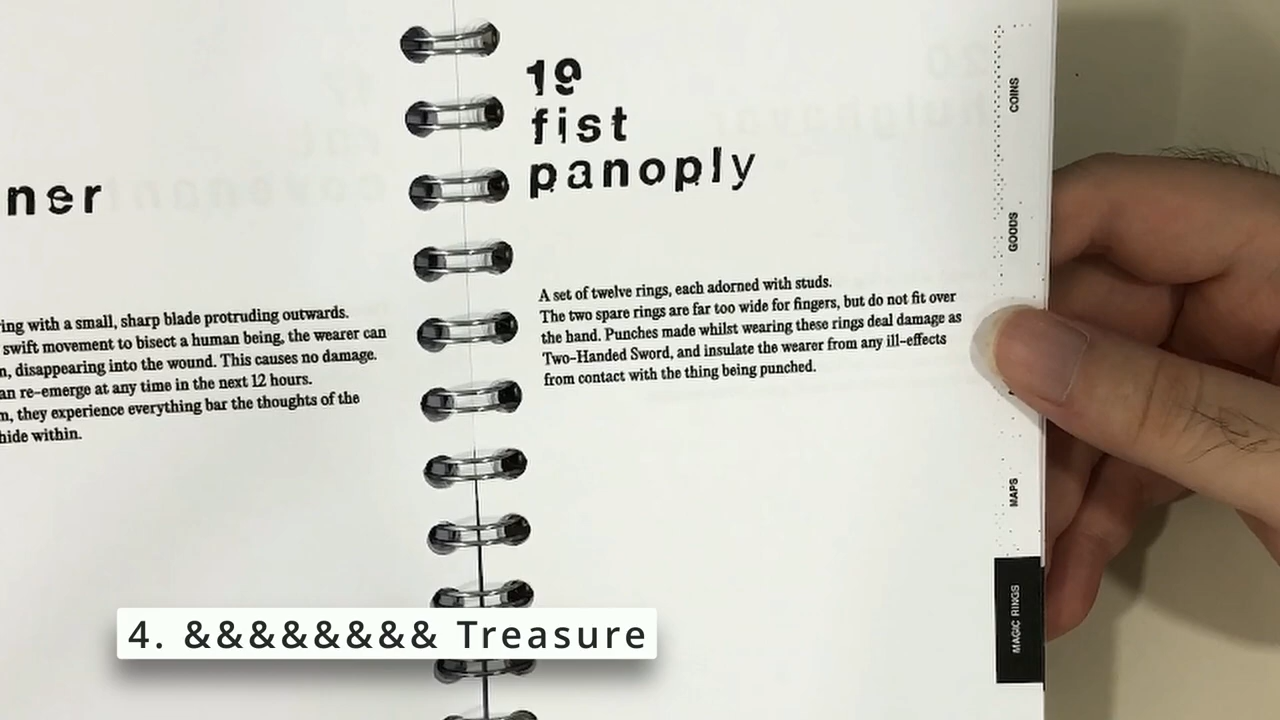 ner
ing with a small, sharp blade protruding outwards.
swift movement to bisect a human being, the wearer can
disappearing into the wound. This causes no damage.
an re-emerge at any time in the next 12 hours.
they experience everything bar the thoughts of the
hide within.
19
fist
panoply
A set of twelve rings, each adorned with studs.
The two spare rings are far too wide for fingers, but do not fit over
the hand. Punches made whilst wearing these rings deal damage as
Two-Handed Sword, and insulate the wearer from any ill-effects
from contact with the thing being punched.
COINS
GOODS
MAPS
MAGIC RINGS
4. &&&&&&&& Treasure